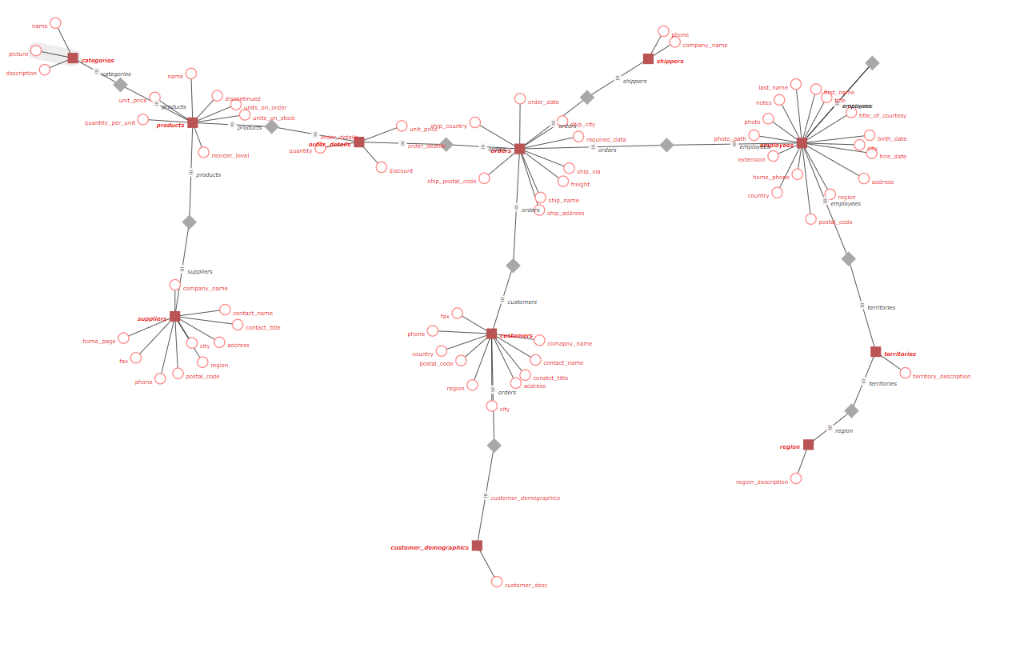 name
picture
description
categories
categories
products
unit_price
name
discontinued
units_on_order
units_on_stock
quantity_per_unit
products
products
reorder_level
products
suppliers
company_name
suppliers
contact_name
contact_title
home_page
city
address
fax
region
postal_code
phone
order_details
order_details
quantity
unit_price
discount
order_details
phone
company_name
shippers
shippers
order_date
ship_country
orders
ship_city
required_data
orders
ship_via
freight
ship_postal_code
ship_name
orders
ship_address
customers
fax
phone
customers
comapny_name
country
postal_code
contact_name
conatct_title
address
region
orders
city
customer_demographics
customer_demographics
customer_desc
last_name
first_name
title
notes
employees
title_of_courtesy
photo
photo_path
birth_date
employees
employees
city
hire_date
extension
home_phone
address
country
region
employees
postal_code
territories
territories
territory_description
territories
region
region
region_description